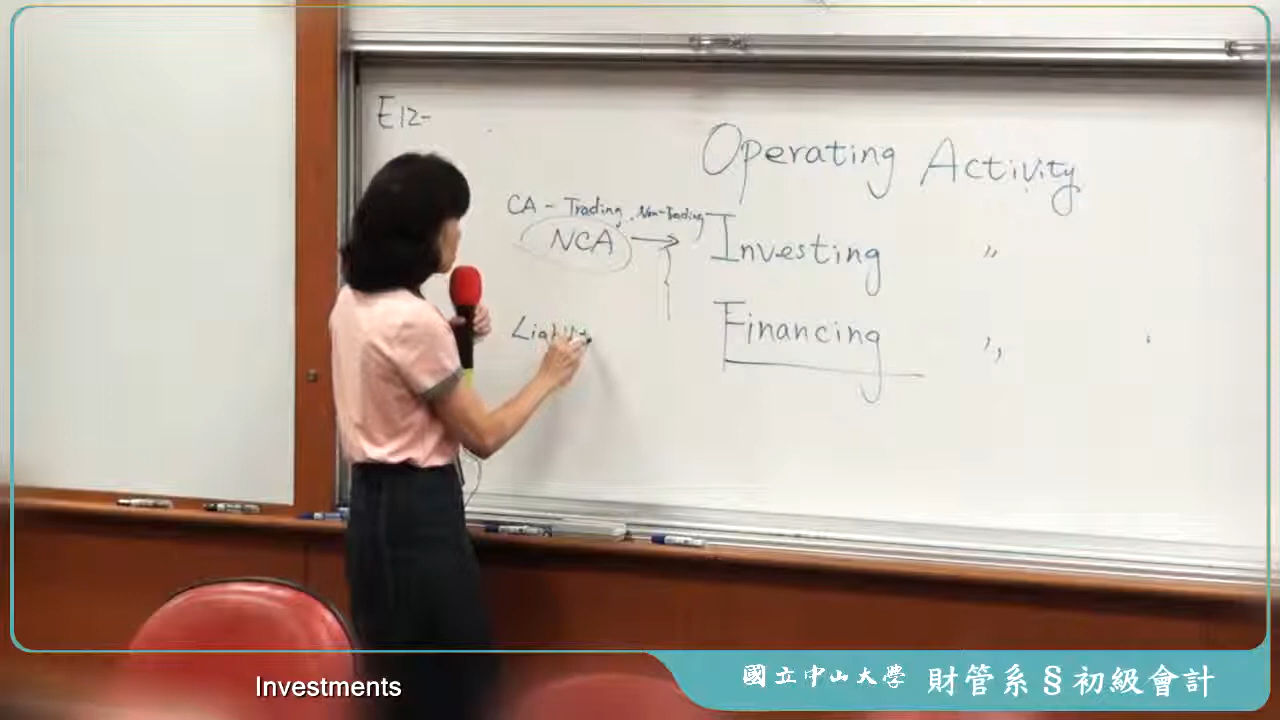 E12-
Operating Activity
CA - Trading, Non-Trading
NCA → Investing "
Liabilit
Financing "
Investments
國立中山大學 財管系§初級會計